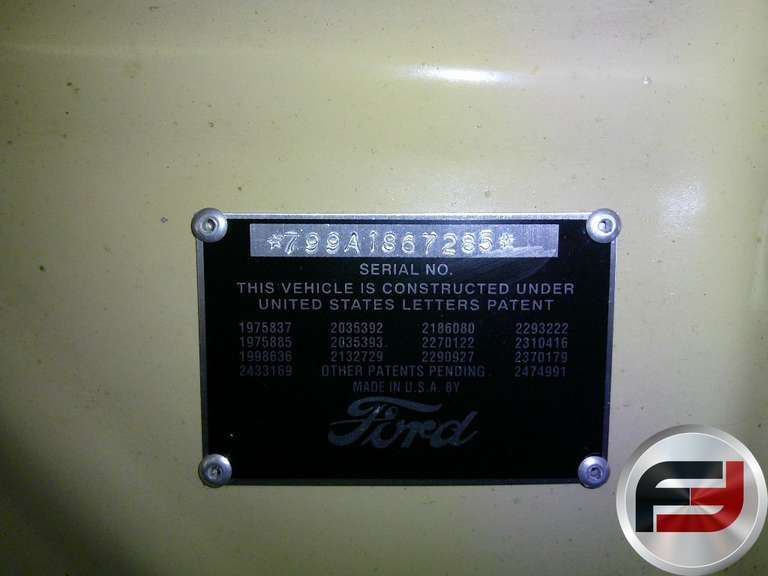 *799A1867285*
SERIAL NO.
THIS VEHICLE IS CONSTRUCTED UNDER
UNITED STATES LETTERS PATENT
1975837 2035392 2186080 2293222
1975885 2035393 2270122 2310416
1998636 2132729 2290927 2370179
2433169 OTHER PATENTS PENDING 2474991
MADE IN U.S.A. BY
Ford